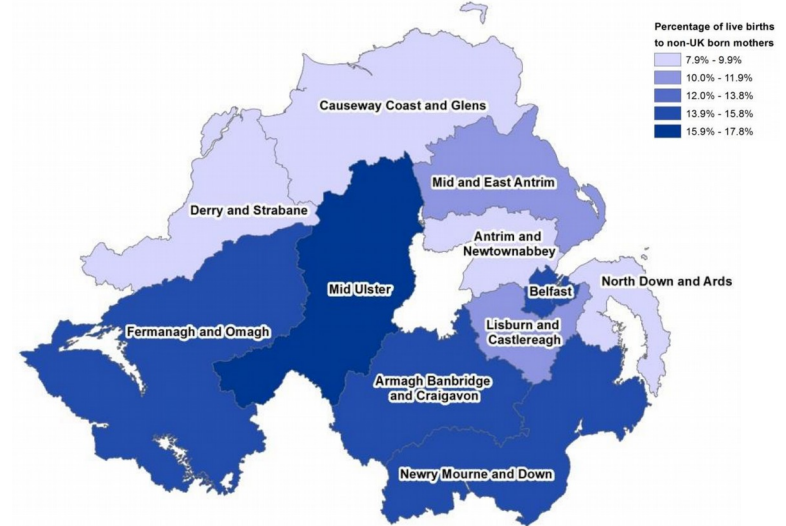 Percentage of live births
to non-UK born mothers
7.9% - 9.9%
10.0% - 11.9%
12.0% - 13.8%
13.9% - 15.8%
15.9% - 17.8%
Causeway Coast and Glens
Mid and East Antrim
Derry and Strabane
Antrim and
Newtownabbey
North Down and Ards
Mid Ulster
Belfast
Fermanagh and Omagh
Lisburn and
Castlereagh
Armagh Banbridge
and Craigavon
Newry Mourne and Down